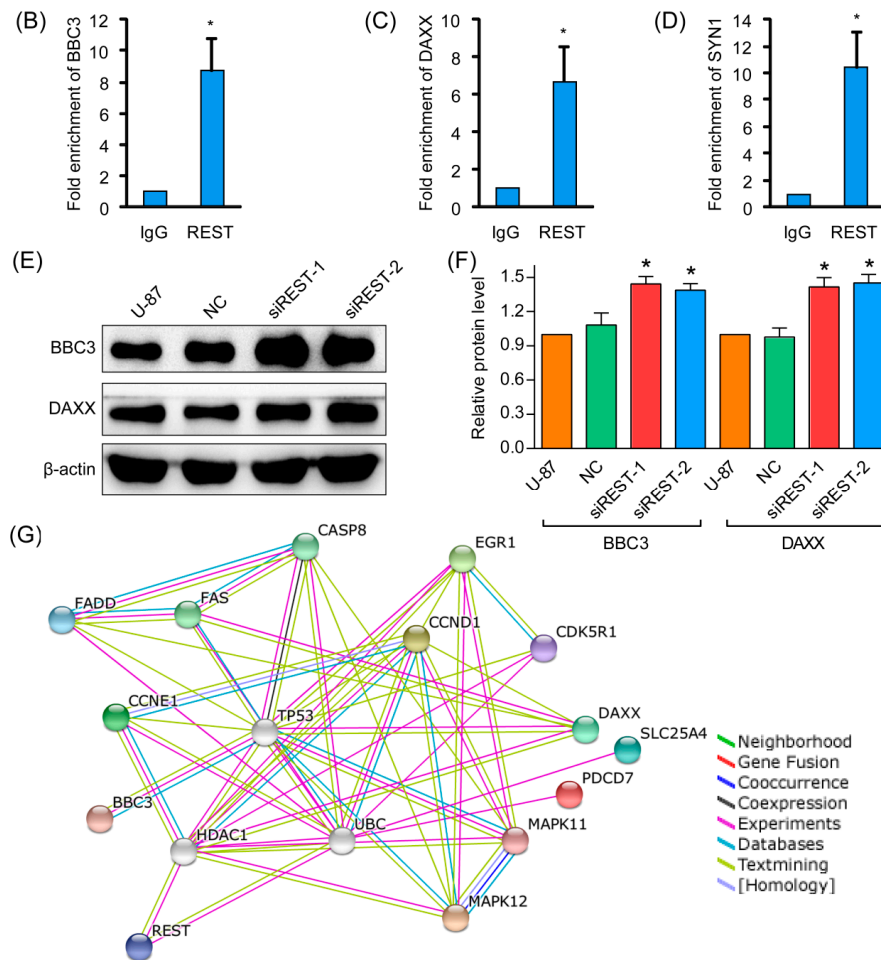 (B)
Fold enrichment of BBC3
12
10
8
6
4
2
0
*
IgG
REST
(C)
Fold enrichment of DAXX
10
8
6
4
2
0
*
IgG
REST
(D)
Fold enrichment of SYN1
14
12
10
8
6
4
2
0
*
IgG
REST
(E)
U-87
NC
siREST-1
siREST-2
BBC3
DAXX
β-actin
(F)
Relative protein level
1.5
1.2
0.9
0.3
0.0
* * * *
U-87
NC
siREST-1
siREST-2
U-87
NC
siREST-1
siREST-2
BBC3
DAXX
(G)
CASP8
EGR1
FADD
FAS
CCND1
CDK5R1
CCNE1
TP53
DAXX
SLC25A4
PDCD7
BBC3
HDAC1
UBC
MAPK11
MAPK12
REST
Neighborhood
Gene Fusion
Cooccurrence
Coexpression
Experiments
Databases
Textmining
[Homology]